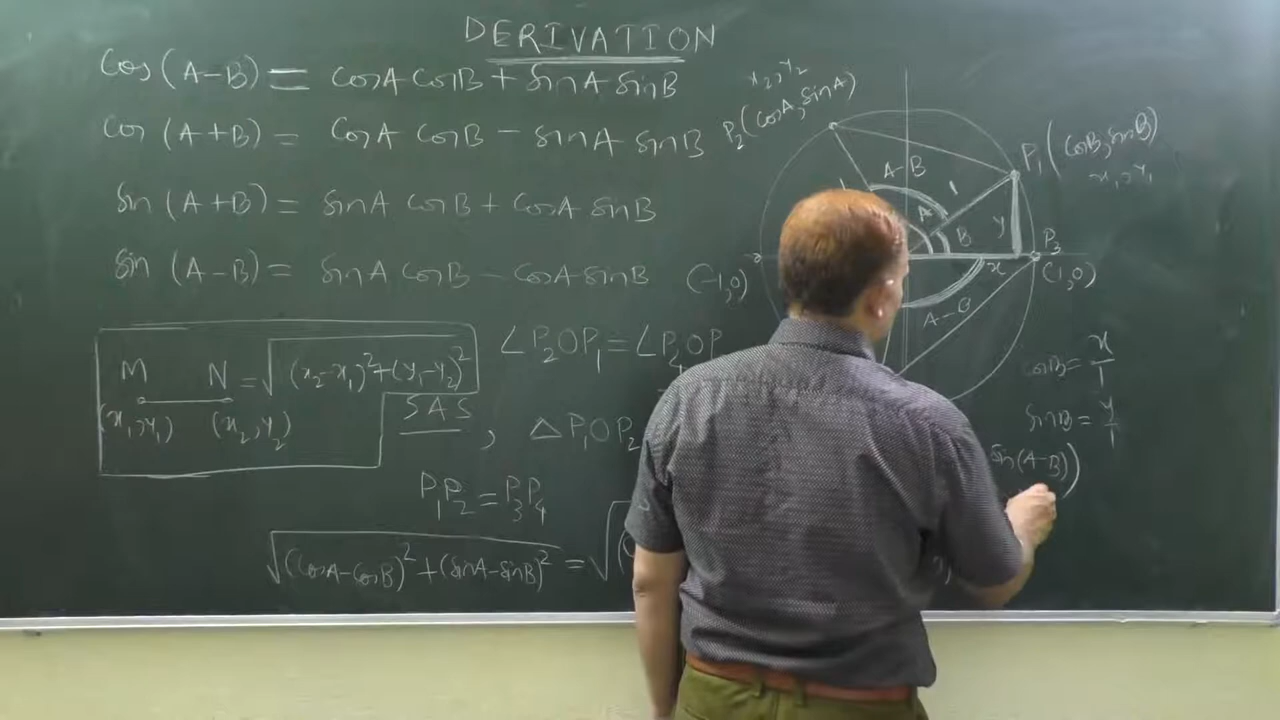 DERIVATION
cos (A-B) = cosA cosB + sinA sinB
cos (A+B) = cosA cosB - sinA sinB
sin (A+B) = sinA cosB + cosA sinB
sin (A-B) = sinA cosB - cosA sinB
x₂, y₂
P₂ (cosA, sinA)
P₁ (cosB, sinB)
x₁, y₁
A-B
1
A
B
y
x
P₃
(-1, 0)
(1, 0)
A-B
M N = √(x₂-x₁)²+(y₁-y₂)²
(x₁, y₁) (x₂, y₂)
∠P₂OP₁ = ∠P₄OP
SAS , △P₁OP₂
P₁P₂ = P₃P₄
√(cosA-cosB)²+(sinA-sinB)² = √(
cosB = x/1
sinB = y/1
sin(A-B))